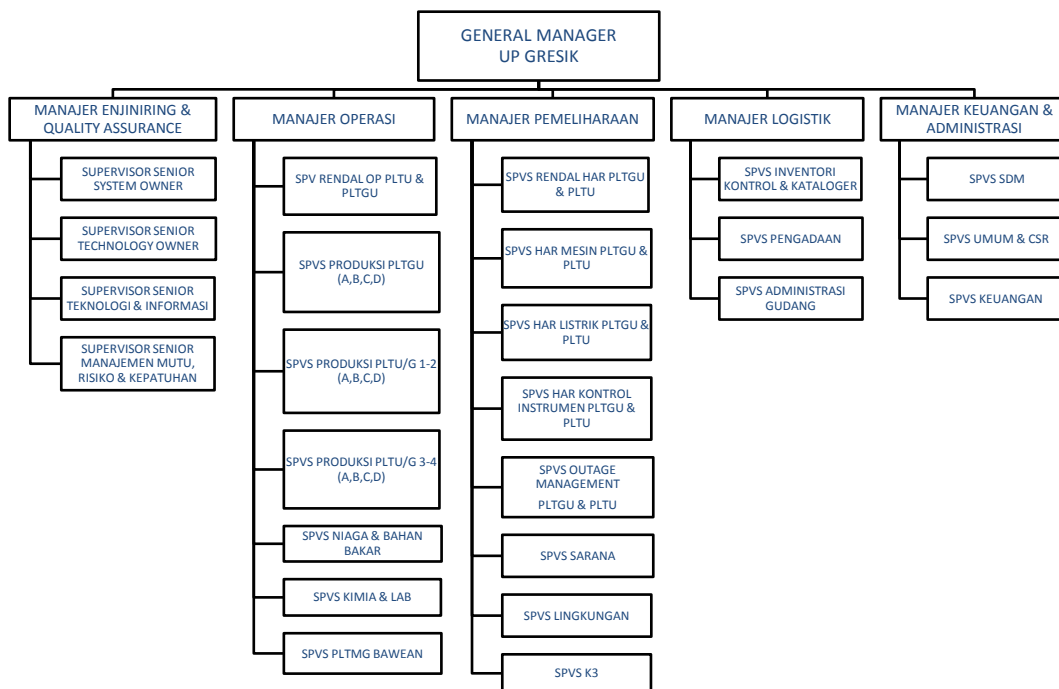 GENERAL MANAGER
UP GRESIK
MANAJER ENJINIRING &
QUALITY ASSURANCE
SUPERVISOR SENIOR
SYSTEM OWNER
SUPERVISOR SENIOR
TECHNOLOGY OWNER
SUPERVISOR SENIOR
TEKNOLOGI & INFORMASI
SUPERVISOR SENIOR
MANAJEMEN MUTU,
RISIKO & KEPATUHAN
MANAJER OPERASI
SPV RENDAL OP PLTU &
PLTGU
SPVS PRODUKSI PLTGU
(A,B,C,D)
SPVS PRODUKSI PLTU/G 1-2
(A,B,C,D)
SPVS PRODUKSI PLTU/G 3-4
(A,B,C,D)
SPVS NIAGA & BAHAN
BAKAR
SPVS KIMIA & LAB
SPVS PLTMG BAWEAN
MANAJER PEMELIHARAAN
SPVS RENDAL HAR PLTGU
& PLTU
SPVS HAR MESIN PLTGU &
PLTU
SPVS HAR LISTRIK PLTGU &
PLTU
SPVS HAR KONTROL
INSTRUMEN PLTGU &
PLTU
SPVS OUTAGE
MANAGEMENT
PLTGU & PLTU
SPVS SARANA
SPVS LINGKUNGAN
SPVS K3
MANAJER LOGISTIK
SPVS INVENTORI
KONTROL & KATALOGER
SPVS PENGADAAN
SPVS ADMINISTRASI
GUDANG
MANAJER KEUANGAN &
ADMINISTRASI
SPVS SDM
SPVS UMUM & CSR
SPVS KEUANGAN